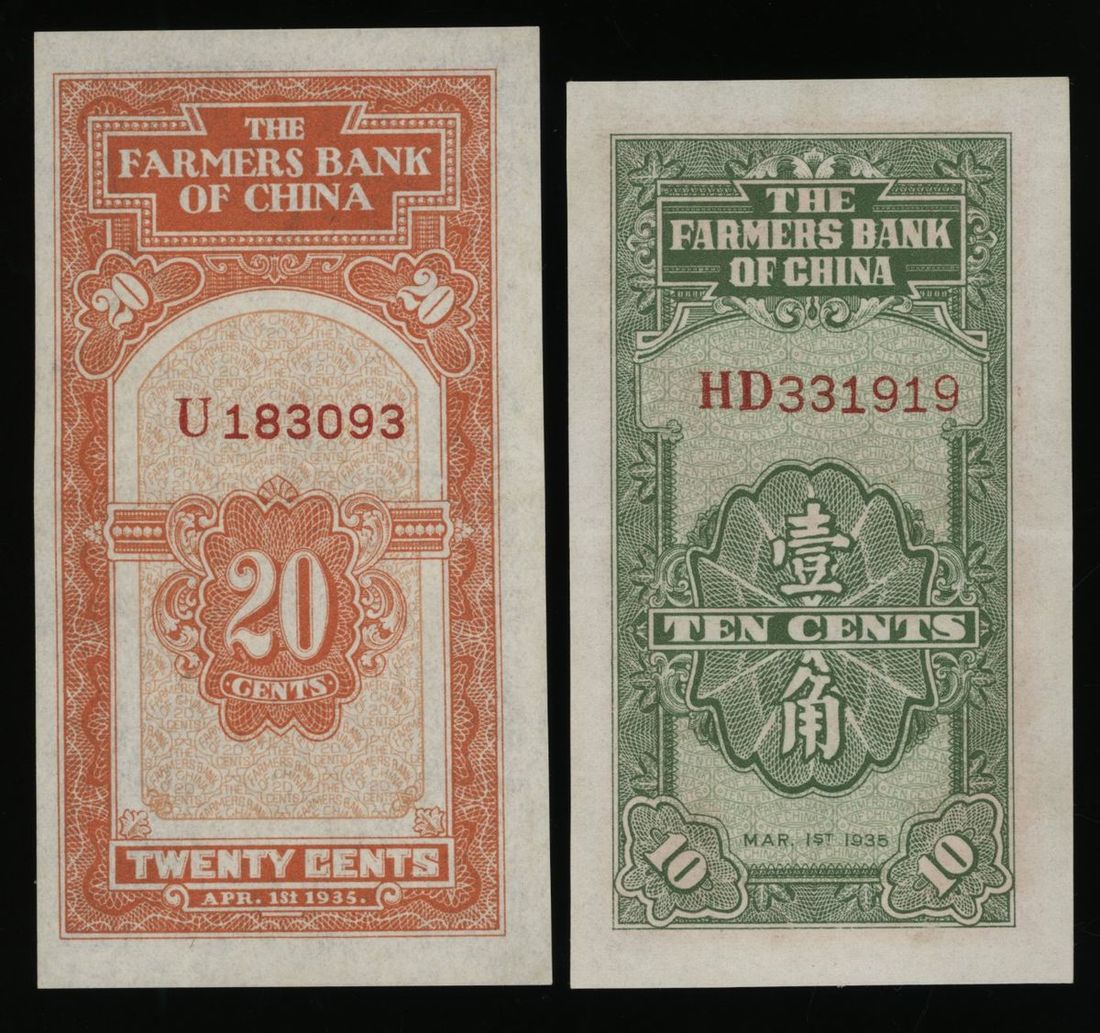 THE
FARMERS BANK
OF CHINA
20
20
U183093
20
CENTS
TWENTY CENTS
APR. 1st 1935.
THE
FARMERS BANK
OF CHINA
HD331919
壹
TEN CENTS
角
MAR. 1ST 1935
10
10